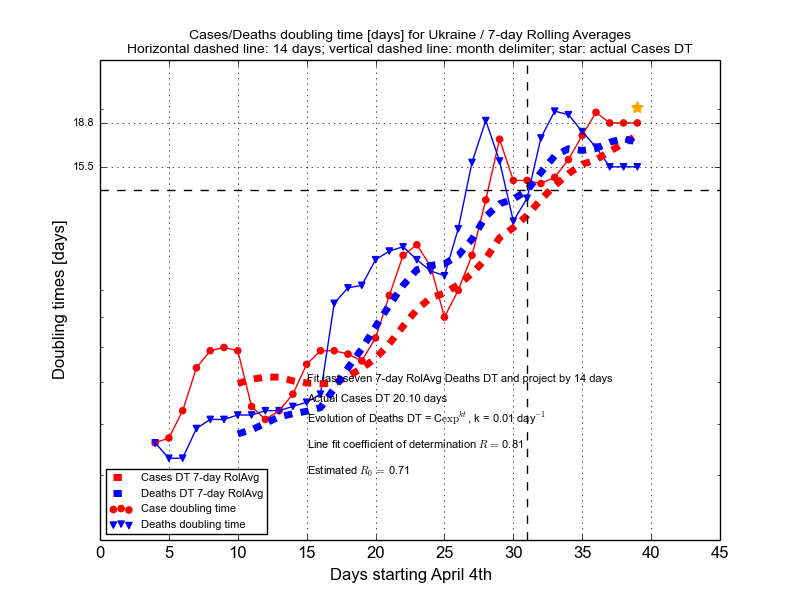 Cases/Deaths doubling time [days] for Ukraine / 7-day Rolling Averages
Horizontal dashed line: 14 days; vertical dashed line: month delimiter; star: actual Cases DT
18.8
15.5
Doubling times [days]
Fit last seven 7-day RolAvg Deaths DT and project by 14 days
Actual Cases DT 20.10 days
Evolution of Deaths DT = Cexp^{kt}, k = 0.01 day^{-1}
Line fit coefficient of determination R = 0.81
Estimated R_0 = 0.71
Cases DT 7-day RolAvg
Deaths DT 7-day RolAvg
Case doubling time
Deaths doubling time
0 5 10 15 20 25 30 35 40 45
Days starting April 4th